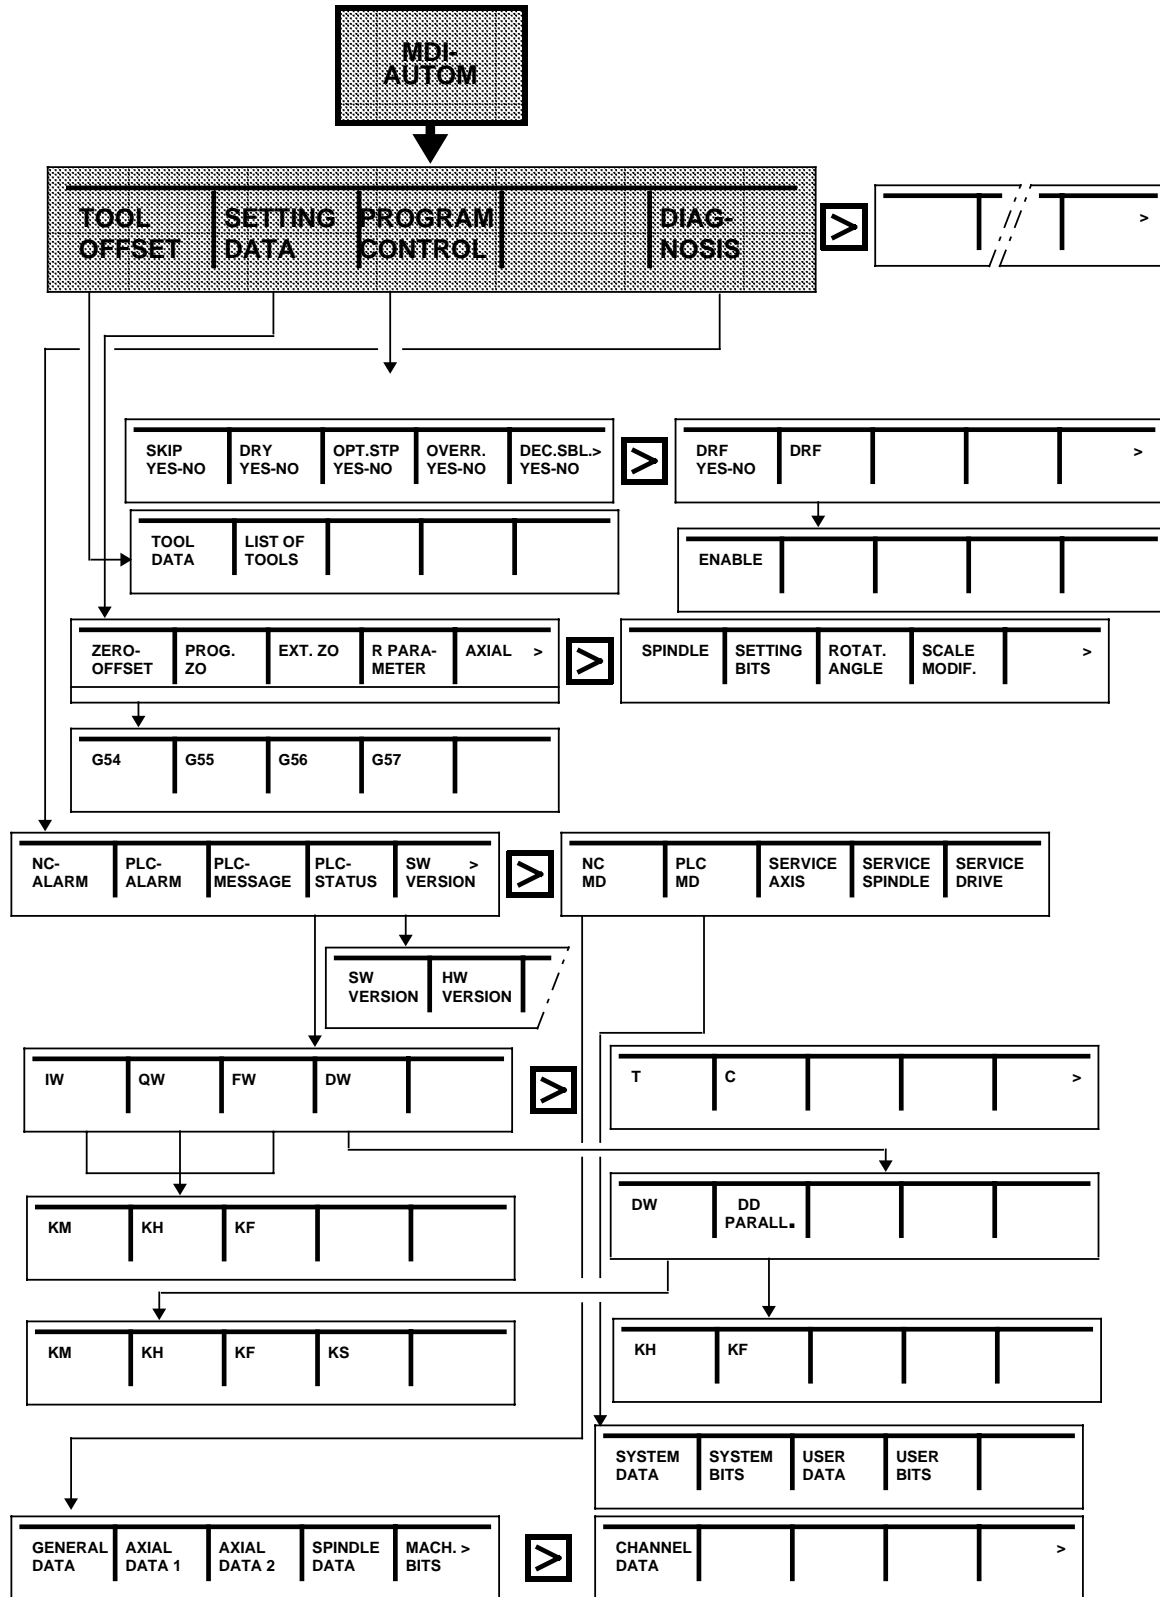 MDI-
AUTOM
TOOL
OFFSET
SETTING
DATA
PROGRAM
CONTROL
DIAG-
NOSIS
>
>
SKIP
YES-NO
DRY
YES-NO
OPT.STP
YES-NO
OVERR.
YES-NO
DEC.SBL.>
YES-NO
>
DRF
YES-NO
DRF
>
TOOL
DATA
LIST OF
TOOLS
ENABLE
ZERO-
OFFSET
PROG.
ZO
EXT. ZO
R PARA-
METER
AXIAL >
>
SPINDLE
SETTING
BITS
ROTAT.
ANGLE
SCALE
MODIF.
>
G54
G55
G56
G57
NC-
ALARM
PLC-
ALARM
PLC-
MESSAGE
PLC-
STATUS
SW >
VERSION
>
NC
MD
PLC
MD
SERVICE
AXIS
SERVICE
SPINDLE
SERVICE
DRIVE
SW
VERSION
HW
VERSION
IW
QW
FW
DW
>
T
C
>
KM
KH
KF
DW
DD
PARALL.
KM
KH
KF
KS
KH
KF
SYSTEM
DATA
SYSTEM
BITS
USER
DATA
USER
BITS
GENERAL
DATA
AXIAL
DATA 1
AXIAL
DATA 2
SPINDLE
DATA
MACH. >
BITS
>
CHANNEL
DATA
>